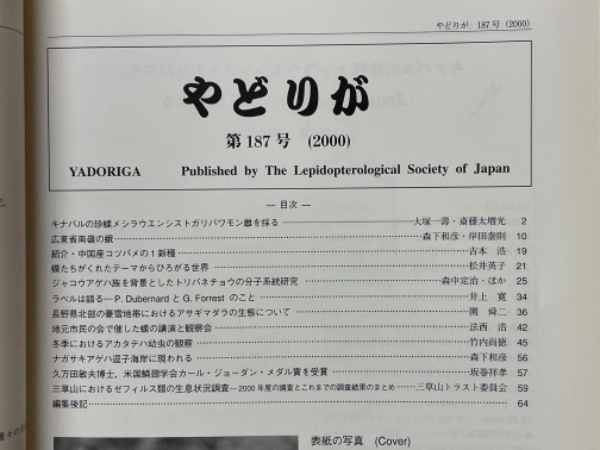 やどりが 187号 (2000)
やどりが
第187号 (2000)
YADORIGA Published by The Lepidopterological Society of Japan
— 目次 —
キナバルの珍蝶メシラウエンシストガリバワモン雌を採る 大塚一壽・斎藤太増光 2
広東省南嶺の蝦 森下和彦・岸田泰則 10
紹介・中国産コツバメの1新種 吉本 浩 19
蝶たちがくれたテーマからひろがる世界 松井英子 21
ジャコウアゲハ族を背景としたトリバネチョウの分子系統研究 森中定治・ほか 25
ラベルは語る— P. Dubernard と G. Forrest のこと 井上 寛 34
長野県北部の豪雪地帯におけるアサギマダラの生態について 関 舜二 36
地元市民の会で催した蝶の講演と観察会 法西 浩 42
冬季におけるアカタテハ幼虫の観察 竹内尚徳 45
ナガサキアゲハ逗子海岸に現われる 森下和彦 56
久万田敏夫博士，米国鱗翅学会カール・ジョーダン・メダル賞を受賞 坂巻祥孝 57
三草山におけるゼフィルス類の生息状況調査—2000年度の調査とこれまでの調査結果のまとめ 三草山トラスト委員会 59
編集後記 64
表紙の写真 (Cover)